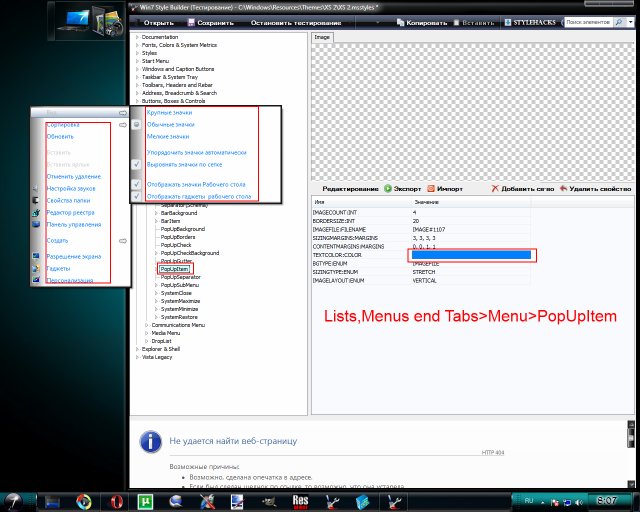 Win7 Style Builder (Тестирование) - C:\Windows\Resources\Themes\XS 2\XS 2.msstyles *
Открыть Сохранить Остановить тестирование Копировать Вставить STYLEHACKS Поиск элементов
Documentation
Fonts, Colors & System Metrics
Styles
Start Menu
Windows and Caption Buttons
Taskbar & System Tray
Toolbars, Headers and Rebar
Address, Breadcrumb & Search
Buttons, Boxes & Controls
Image
Вид
Сортировка
Обновить
Вставить
Вставить ярлык
Отменить удаление
Настройка звуков
Свойства папки
Редактор реестра
Панель управления
Создать
Разрешение экрана
Гаджеты
Персонализация
Крупные значки
Обычные значки
Мелкие значки
Упорядочить значки автоматически
Выровнять значки по сетке
Отображать значки Рабочего стола
Отображать гаджеты рабочего стола
Separator(Schema)
BarBackground
BarItem
PopUpBackground
PopUpBorders
PopUpCheck
PopUpCheckBackground
PopUpGutter
PopUpItem
PopUpSeparator
PopUpSubMenu
SystemClose
SystemMaximize
SystemMinimize
SystemRestore
Communications Menu
Media Menu
DropList
Explorer & Shell
Vista Legacy
Редактирование Экспорт Импорт Добавить св-во Удалить свойство
Имя Значение
IMAGECOUNT:INT 4
BORDERSIZE:INT 20
IMAGEFILE:FILENAME IMAGE#1107
SIZINGMARGINS:MARGINS 3, 3, 3, 3
CONTENTMARGINS:MARGINS 0, 0, 1, 1
TEXTCOLOR:COLOR
BGTYPE:ENUM IMAGEFILE
SIZINGTYPE:ENUM STRETCH
IMAGELAYOUT:ENUM VERTICAL
Lists,Menus end Tabs>Menu>PopUpItem
Не удается найти веб-страницу
HTTP 404
Возможные причины:
Возможно, сделана опечатка в адресе.
Если был сделан щелчок по ссылке, то возможно, что она устарела.
Res
RU
8:07